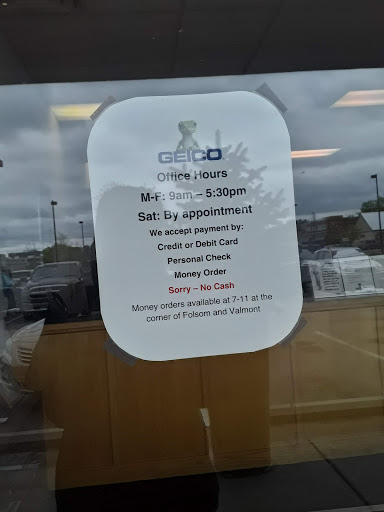 GEICO
Office Hours
M-F: 9am – 5:30pm
Sat: By appointment
We accept payment by:
Credit or Debit Card
Personal Check
Money Order
Sorry – No Cash
Money orders available at 7-11 at the
corner of Folsom and Valmont